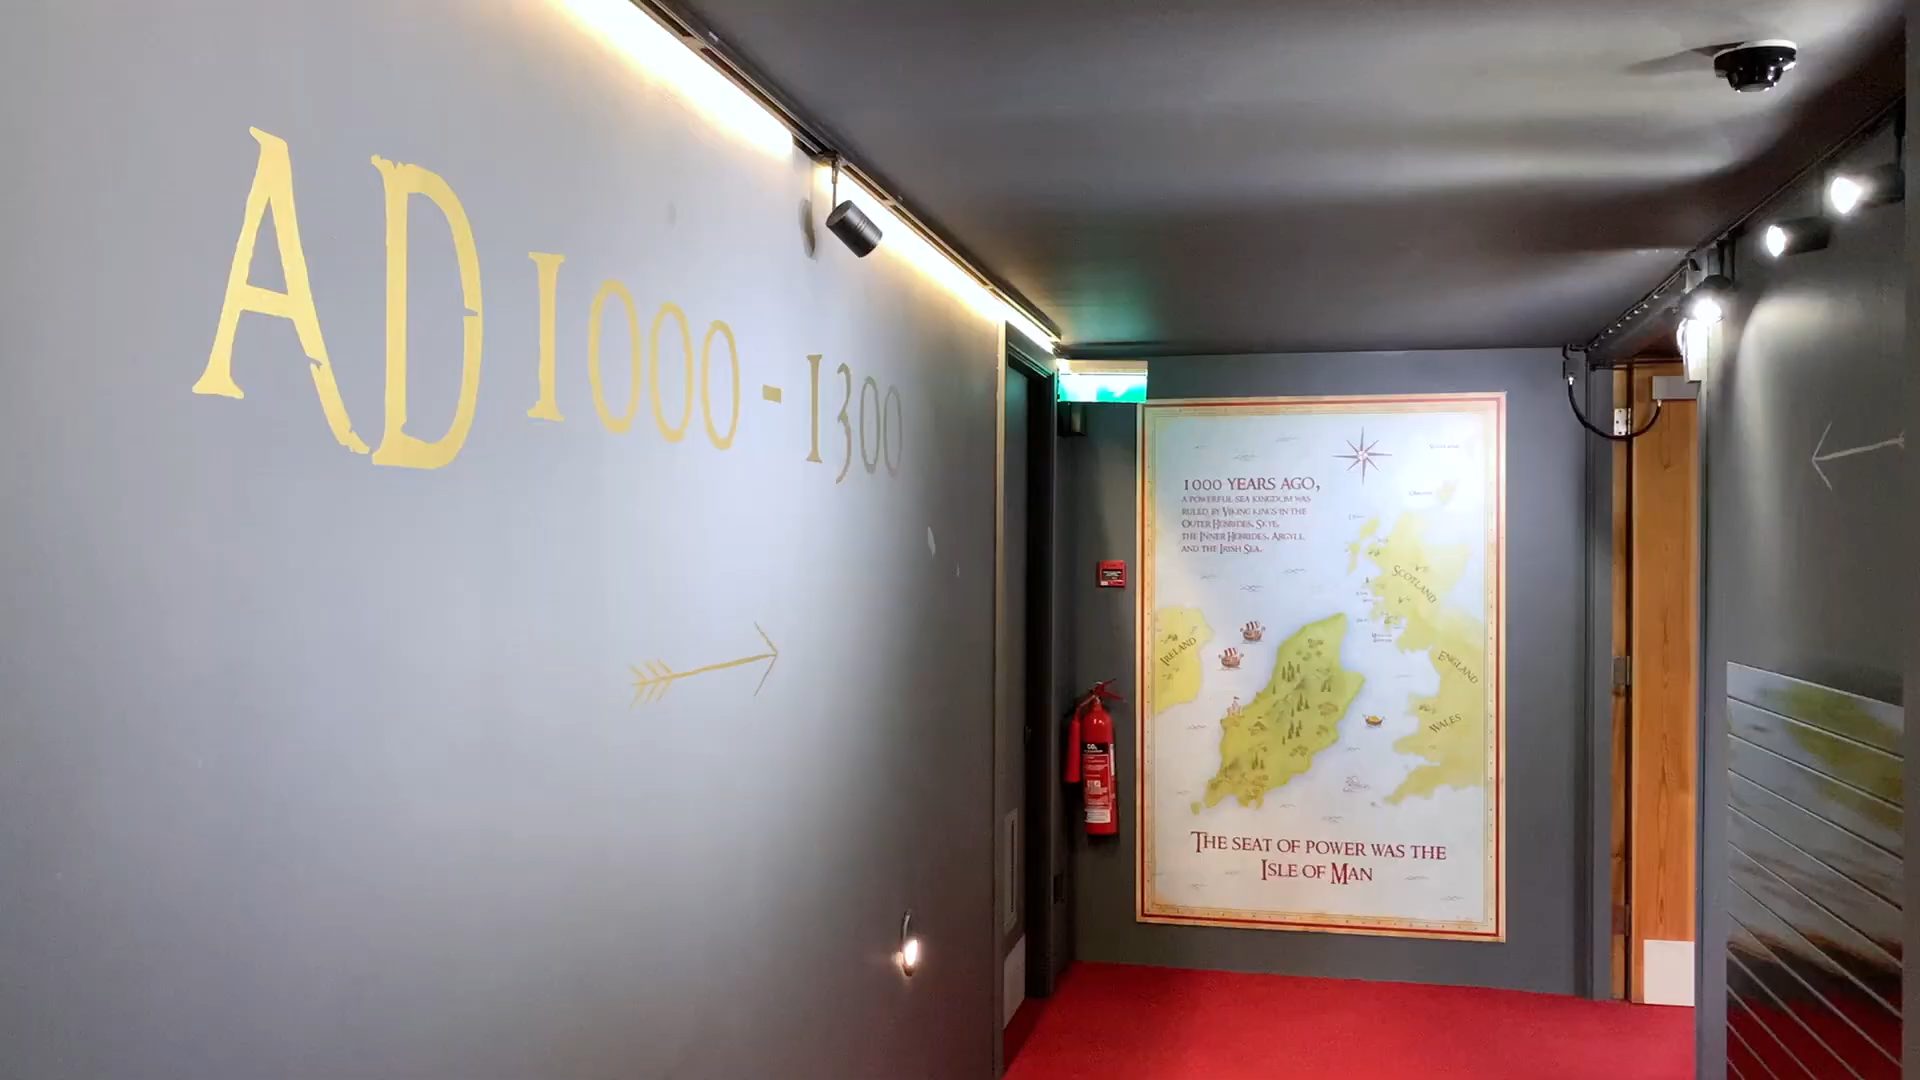 AD 1000 - 1300
1000 YEARS AGO,
A POWERFUL SEA KINGDOM WAS
RULED BY VIKING KINGS IN THE
OUTER HEBRIDES, SKYE,
THE INNER HEBRIDES, ARGYLL
AND THE IRISH SEA.
SCOTLAND
IRELAND
ENGLAND
WALES
THE SEAT OF POWER WAS THE
ISLE OF MAN
CO2